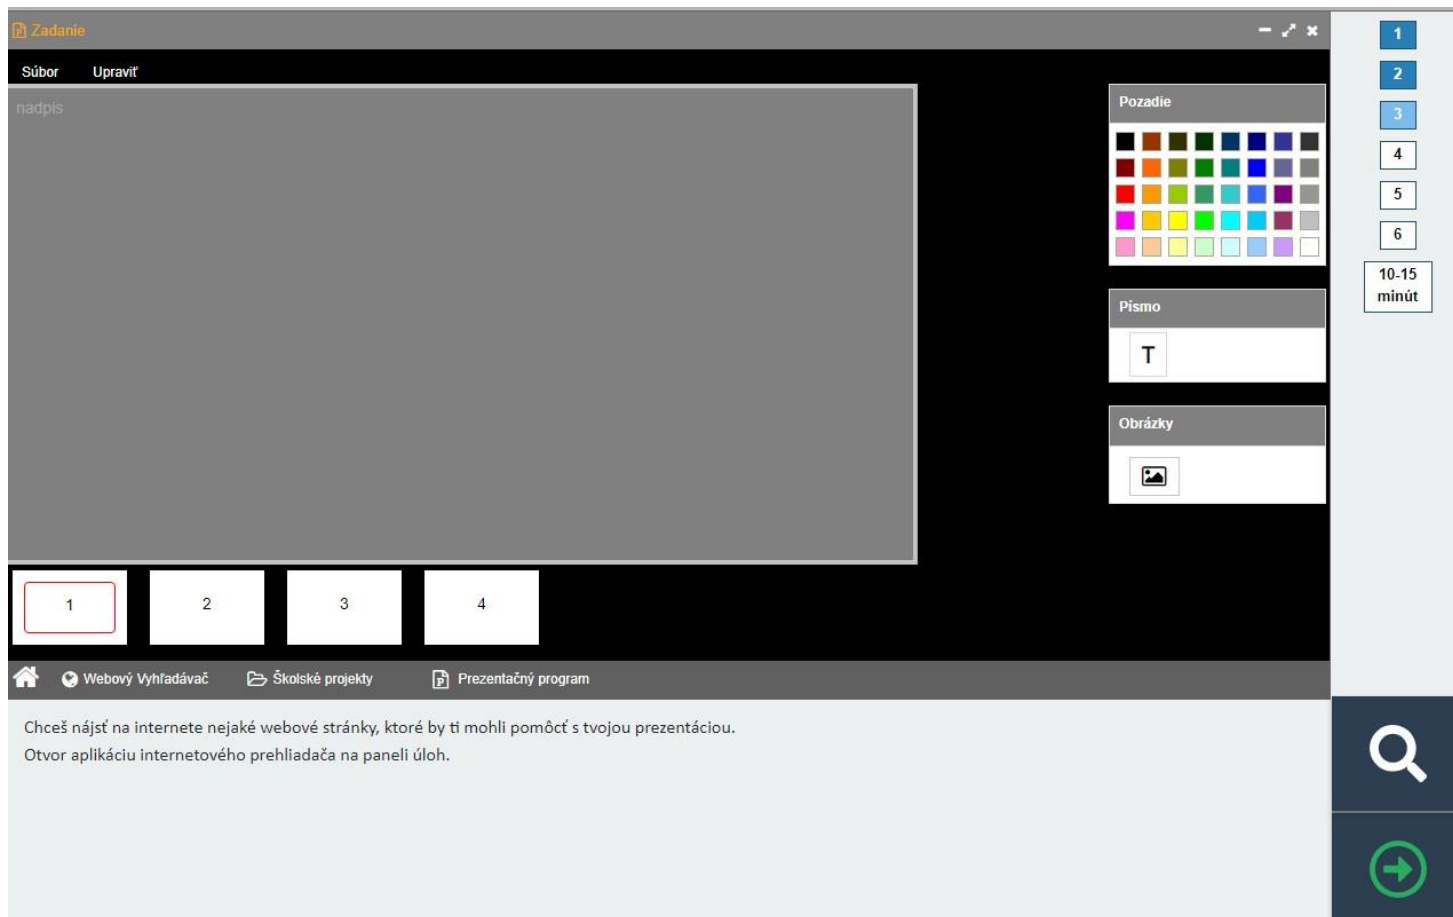 Zadanie
Súbor Upraviť
nadpis
Pozadie
Písmo
T
Obrázky
1 2 3 4
Webový Vyhľadávač Školské projekty Prezentačný program
Chceš nájsť na internete nejaké webové stránky, ktoré by ti mohli pomôcť s tvojou prezentáciou.
Otvor aplikáciu internetového prehliadača na paneli úloh.
1
2
3
4
5
6
10-15
minút